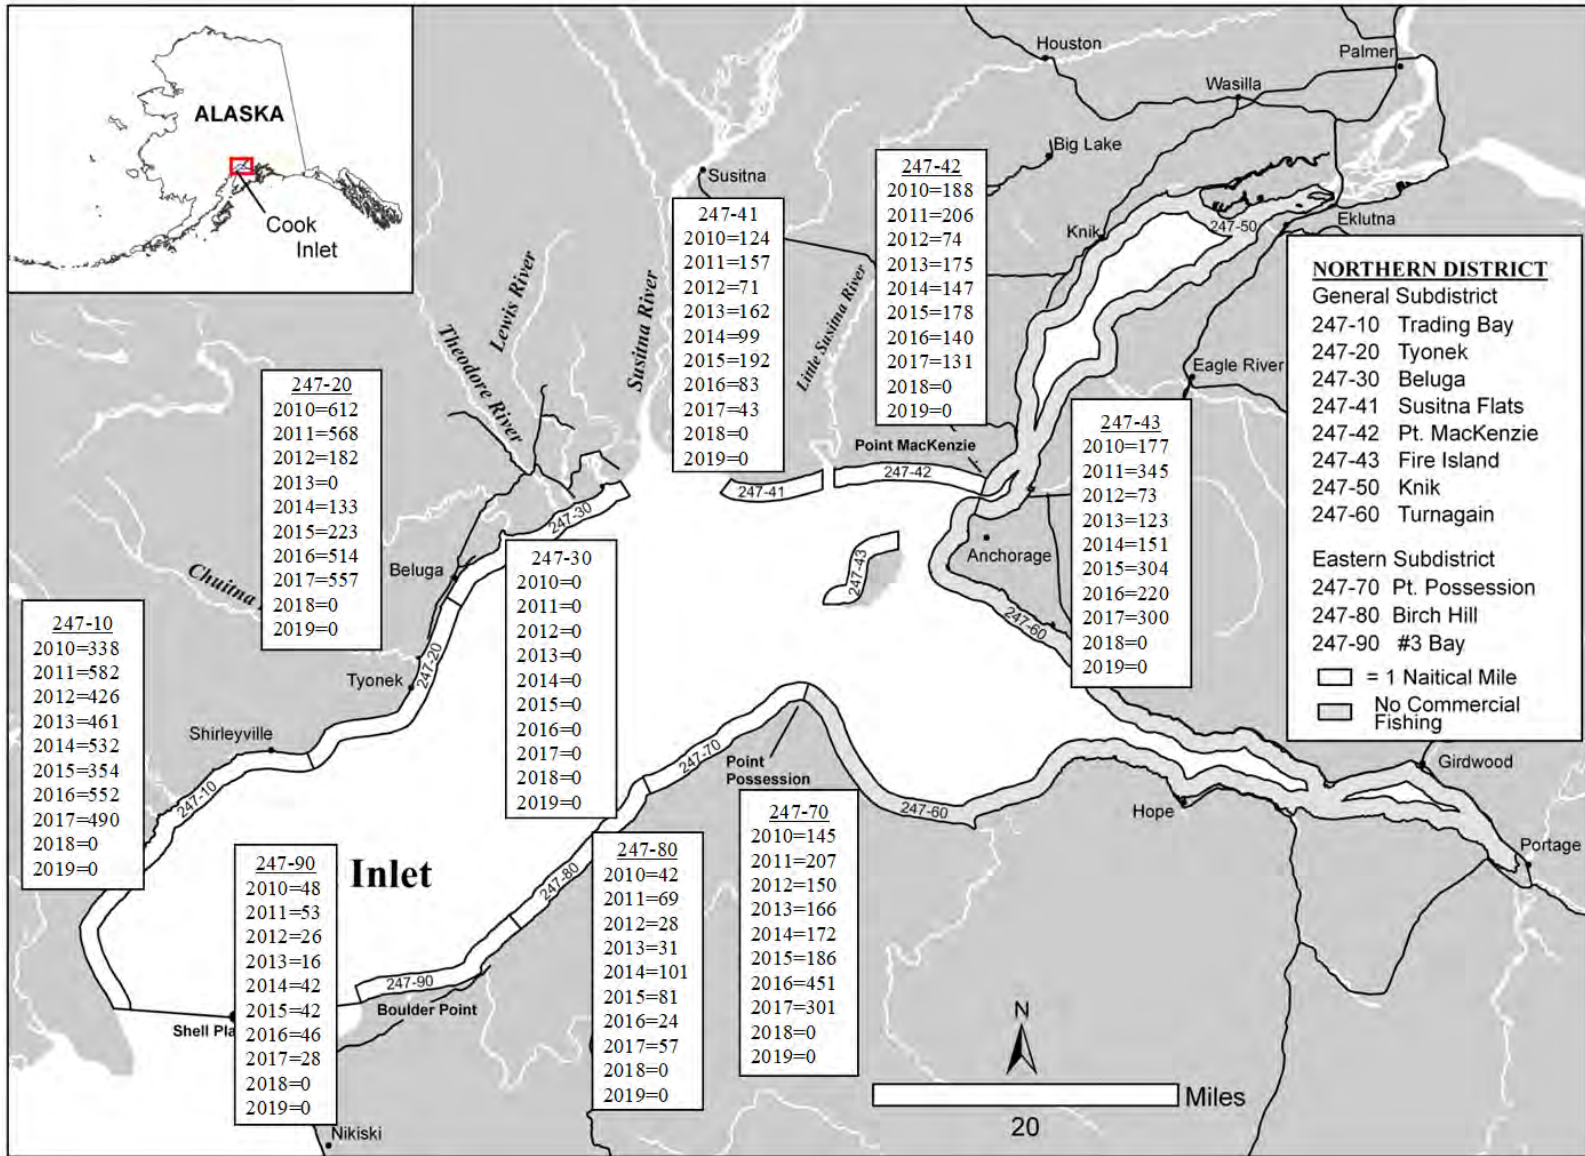 ALASKA
Cook
Inlet
Houston
Palmer
Wasilla
Big Lake
Susitna
Knik
Eklutna
247-50
Lewis River
Theodore River
Susitna River
Little Susitna River
Eagle River
247-41
2010=124
2011=157
2012=71
2013=162
2014=99
2015=192
2016=83
2017=43
2018=0
2019=0
247-42
2010=188
2011=206
2012=74
2013=175
2014=147
2015=178
2016=140
2017=131
2018=0
2019=0
NORTHERN DISTRICT
General Subdistrict
247-10 Trading Bay
247-20 Tyonek
247-30 Beluga
247-41 Susitna Flats
247-42 Pt. MacKenzie
247-43 Fire Island
247-50 Knik
247-60 Turnagain
Eastern Subdistrict
247-70 Pt. Possession
247-80 Birch Hill
247-90 #3 Bay
= 1 Naitical Mile
No Commercial
Fishing
247-20
2010=612
2011=568
2012=182
2013=0
2014=133
2015=223
2016=514
2017=557
2018=0
2019=0
Point MacKenzie
247-42
247-41
247-30
247-43
2010=177
2011=345
2012=73
2013=123
2014=151
2015=304
2016=220
2017=300
2018=0
2019=0
Anchorage
247-43
247-60
Beluga
Chuitna
247-30
2010=0
2011=0
2012=0
2013=0
2014=0
2015=0
2016=0
2017=0
2018=0
2019=0
247-10
2010=338
2011=582
2012=426
2013=461
2014=532
2015=354
2016=552
2017=490
2018=0
2019=0
247-20
Tyonek
Shirleyville
247-10
247-70
Point
Possession
247-60
Hope
Girdwood
Portage
247-70
2010=145
2011=207
2012=150
2013=166
2014=172
2015=186
2016=451
2017=301
2018=0
2019=0
247-80
2010=42
2011=69
2012=28
2013=31
2014=101
2015=81
2016=24
2017=57
2018=0
2019=0
247-80
Inlet
247-90
2010=48
2011=53
2012=26
2013=16
2014=42
2015=42
2016=46
2017=28
2018=0
2019=0
247-90
Boulder Point
Shell Pla
Nikiski
N
Miles
20